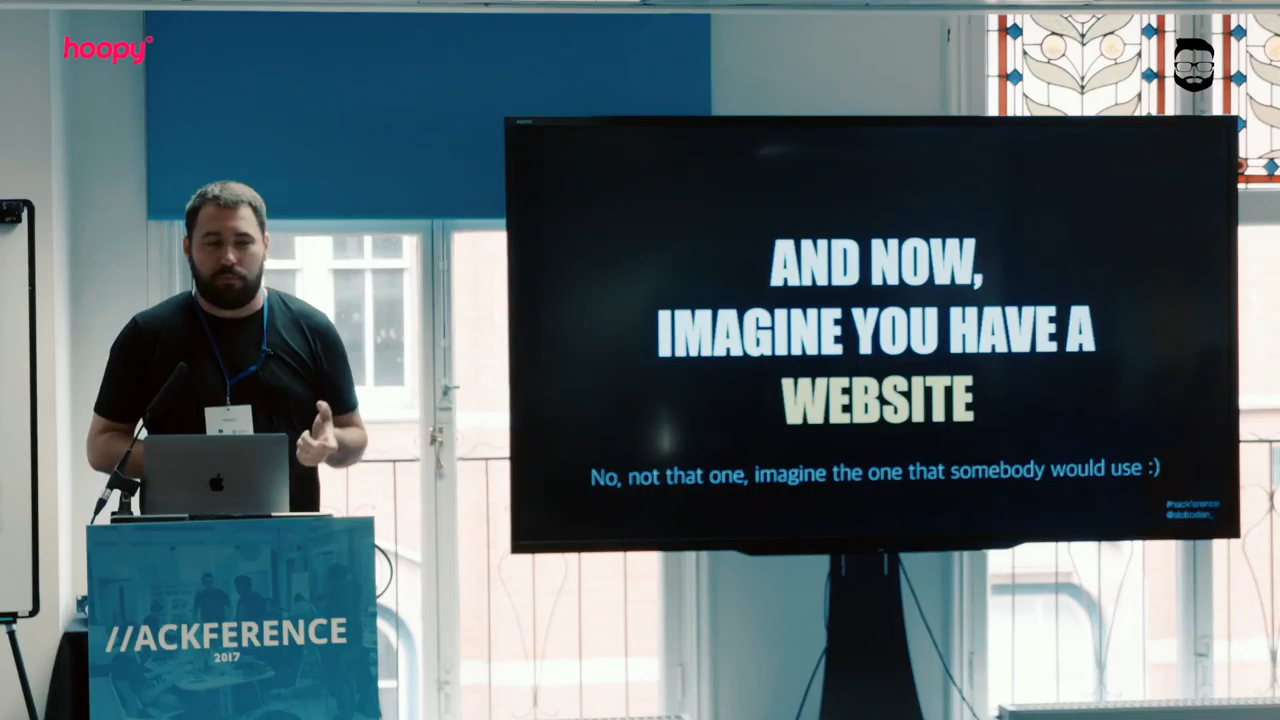 hoopy
AND NOW,
IMAGINE YOU HAVE A
WEBSITE
No, not that one, imagine the one that somebody would use :)
#hackference
@slobodan_
//ACKFERENCE
2017